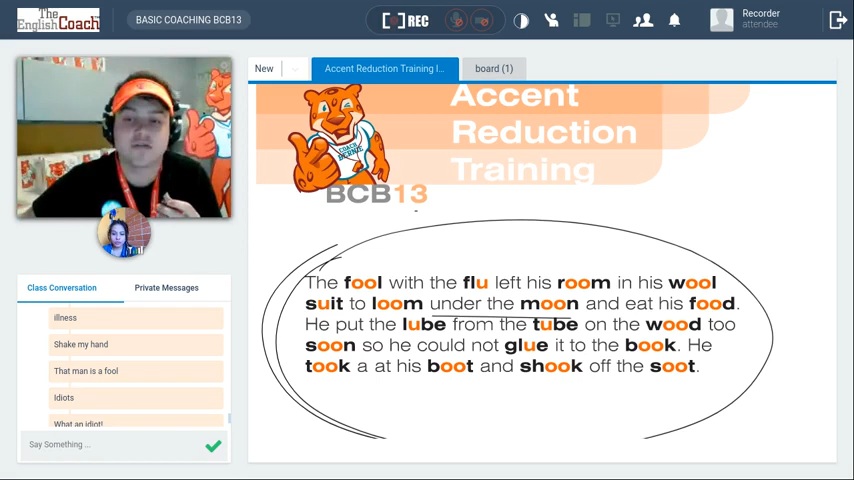 The
EnglishCoach
BASIC COACHING BCB13
REC
Recorder
attendee
New
Accent Reduction Training I...
board (1)
Accent
Reduction
Training
COACH
BERNIE
BCB13
The fool with the flu left his room in his wool
suit to loom under the moon and eat his food.
He put the lube from the tube on the wood too
soon so he could not glue it to the book. He
took a at his boot and shook off the soot.
Class Conversation
Private Messages
illness
Shake my hand
That man is a fool
Idiots
What an idiot!
Say Something ...